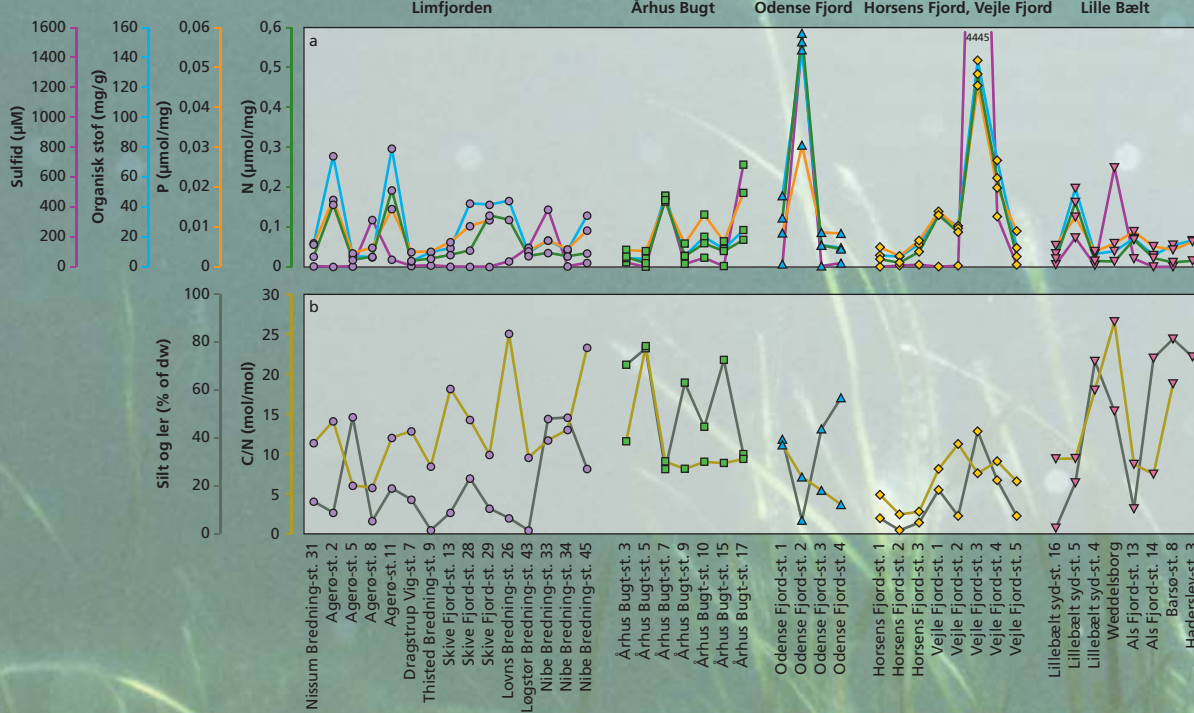 Limfjorden Århus Bugt Odense Fjord Horsens Fjord, Vejle Fjord Lille Bælt
Sulfid (µM)
1600
1400
1200
1000
800
600
400
200
0
Organisk stof (mg/g)
160
140
120
100
80
60
40
20
0
P (µmol/mg)
0,06
0,05
0,04
0,03
0,02
0,01
0
N (µmol/mg)
0,6
0,5
0,4
0,3
0,2
0,1
0
a
4445
Silt og ler (% of dw)
100
80
60
40
20
0
C/N (mol/mol)
30
25
20
15
10
5
0
b
Nissum Bredning-st. 31
Agerø-st. 2
Agerø-st. 5
Agerø-st. 8
Agerø-st. 11
Dragstrup Vig-st. 7
Thisted Bredning-st. 9
Skive Fjord-st. 13
Skive Fjord-st. 28
Skive Fjord-st. 29
Lovns Bredning-st. 26
Løgstør Bredning-st. 43
Nibe Bredning-st. 33
Nibe Bredning-st. 34
Nibe Bredning-st. 45
Århus Bugt-st. 3
Århus Bugt-st. 5
Århus Bugt-st. 7
Århus Bugt-st. 9
Århus Bugt-st. 10
Århus Bugt-st. 15
Århus Bugt-st. 17
Odense Fjord-st. 1
Odense Fjord-st. 2
Odense Fjord-st. 3
Odense Fjord-st. 4
Horsens Fjord-st. 1
Horsens Fjord-st. 2
Horsens Fjord-st. 3
Vejle Fjord-st. 1
Vejle Fjord-st. 2
Vejle Fjord-st. 3
Vejle Fjord-st. 4
Vejle Fjord-st. 5
Lillebælt syd-st. 16
Lillebælt syd-st. 5
Lillebælt syd-st. 4
Weddelsborg
Als Fjord-st. 13
Als Fjord-st. 14
Barsø-st. 8
Haderslev-st. 3